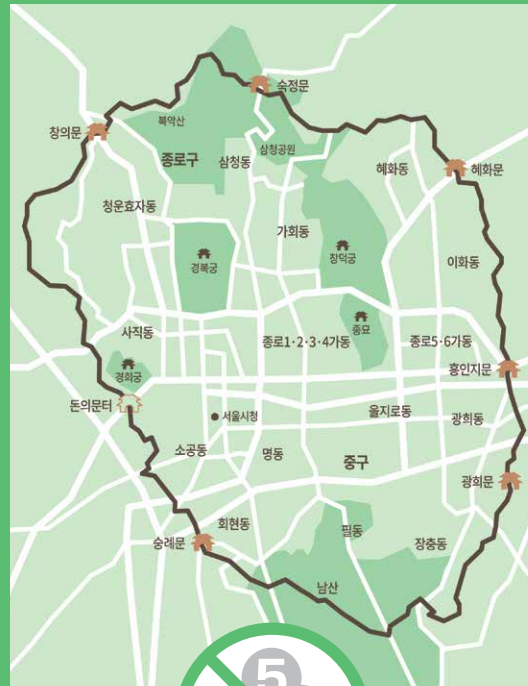 숙정문
북악산
창의문
삼청공원
종로구
삼청동
혜화동
혜화문
청운효자동
가회동
창덕궁
경복궁
이화동
종묘
사직동
종로1·2·3·4가동
종로5·6가동
경희궁
흥인지문
돈의문터
서울시청
을지로동
광희동
소공동
명동
중구
광희문
회현동
필동
숭례문
장충동
남산
5